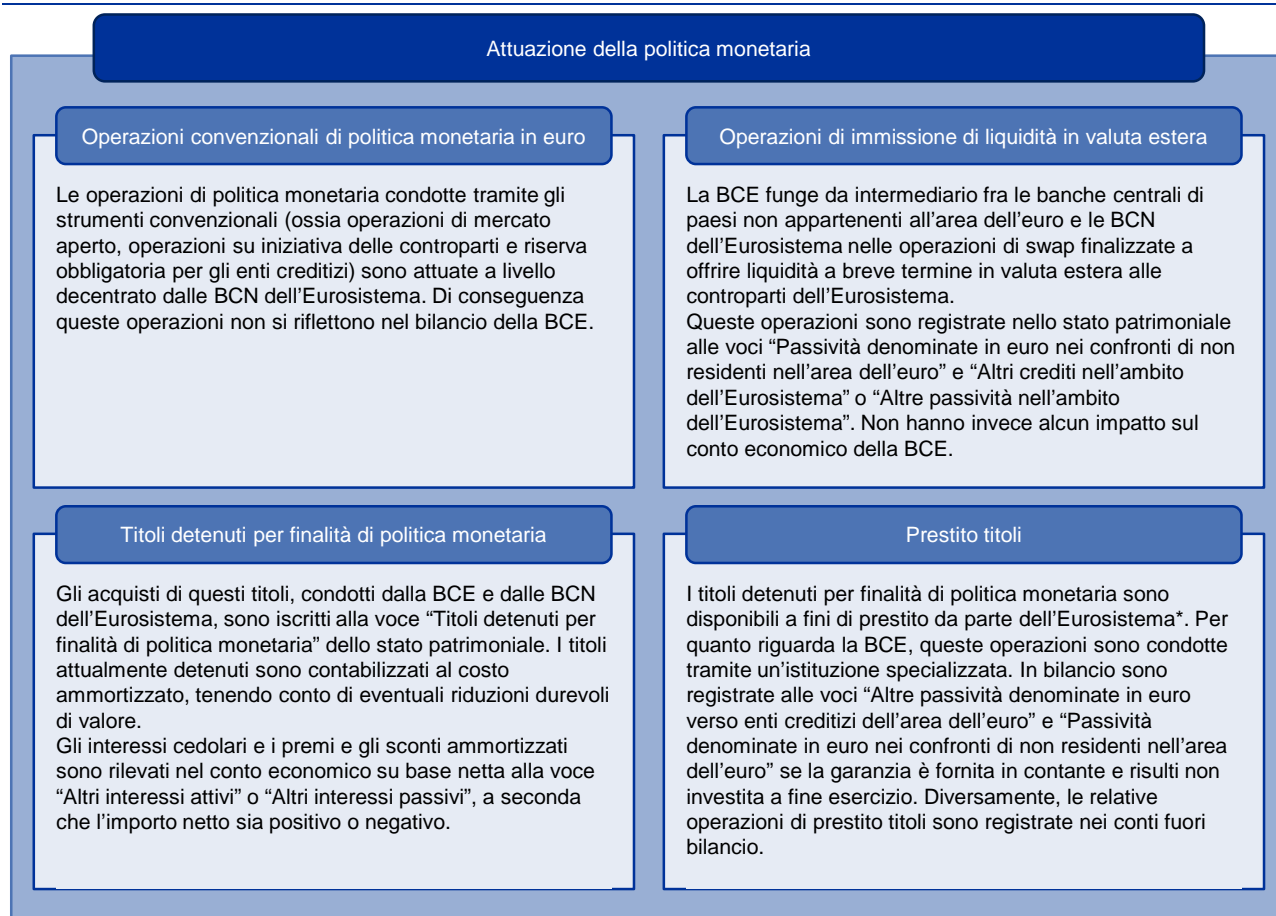 Attuazione della politica monetaria
Operazioni convenzionali di politica monetaria in euro
Le operazioni di politica monetaria condotte tramite gli
strumenti convenzionali (ossia operazioni di mercato
aperto, operazioni su iniziativa delle controparti e riserva
obbligatoria per gli enti creditizi) sono attuate a livello
decentrato dalle BCN dell’Eurosistema. Di conseguenza
queste operazioni non si riflettono nel bilancio della BCE.
Operazioni di immissione di liquidità in valuta estera
La BCE funge da intermediario fra le banche centrali di
paesi non appartenenti all’area dell’euro e le BCN
dell’Eurosistema nelle operazioni di swap finalizzate a
offrire liquidità a breve termine in valuta estera alle
controparti dell’Eurosistema.
Queste operazioni sono registrate nello stato patrimoniale
alle voci “Passività denominate in euro nei confronti di non
residenti nell’area dell’euro” e “Altri crediti nell’ambito
dell’Eurosistema” o “Altre passività nell’ambito
dell’Eurosistema”. Non hanno invece alcun impatto sul
conto economico della BCE.
Titoli detenuti per finalità di politica monetaria
Gli acquisti di questi titoli, condotti dalla BCE e dalle BCN
dell’Eurosistema, sono iscritti alla voce “Titoli detenuti per
finalità di politica monetaria” dello stato patrimoniale. I titoli
attualmente detenuti sono contabilizzati al costo
ammortizzato, tenendo conto di eventuali riduzioni durevoli
di valore.
Gli interessi cedolari e i premi e gli sconti ammortizzati
sono rilevati nel conto economico su base netta alla voce
“Altri interessi attivi” o “Altri interessi passivi”, a seconda
che l’importo netto sia positivo o negativo.
Prestito titoli
I titoli detenuti per finalità di politica monetaria sono
disponibili a fini di prestito da parte dell’Eurosistema*. Per
quanto riguarda la BCE, queste operazioni sono condotte
tramite un’istituzione specializzata. In bilancio sono
registrate alle voci “Altre passività denominate in euro
verso enti creditizi dell’area dell’euro” e “Passività
denominate in euro nei confronti di non residenti nell’area
dell’euro” se la garanzia è fornita in contante e risulti non
investita a fine esercizio. Diversamente, le relative
operazioni di prestito titoli sono registrate nei conti fuori
bilancio.